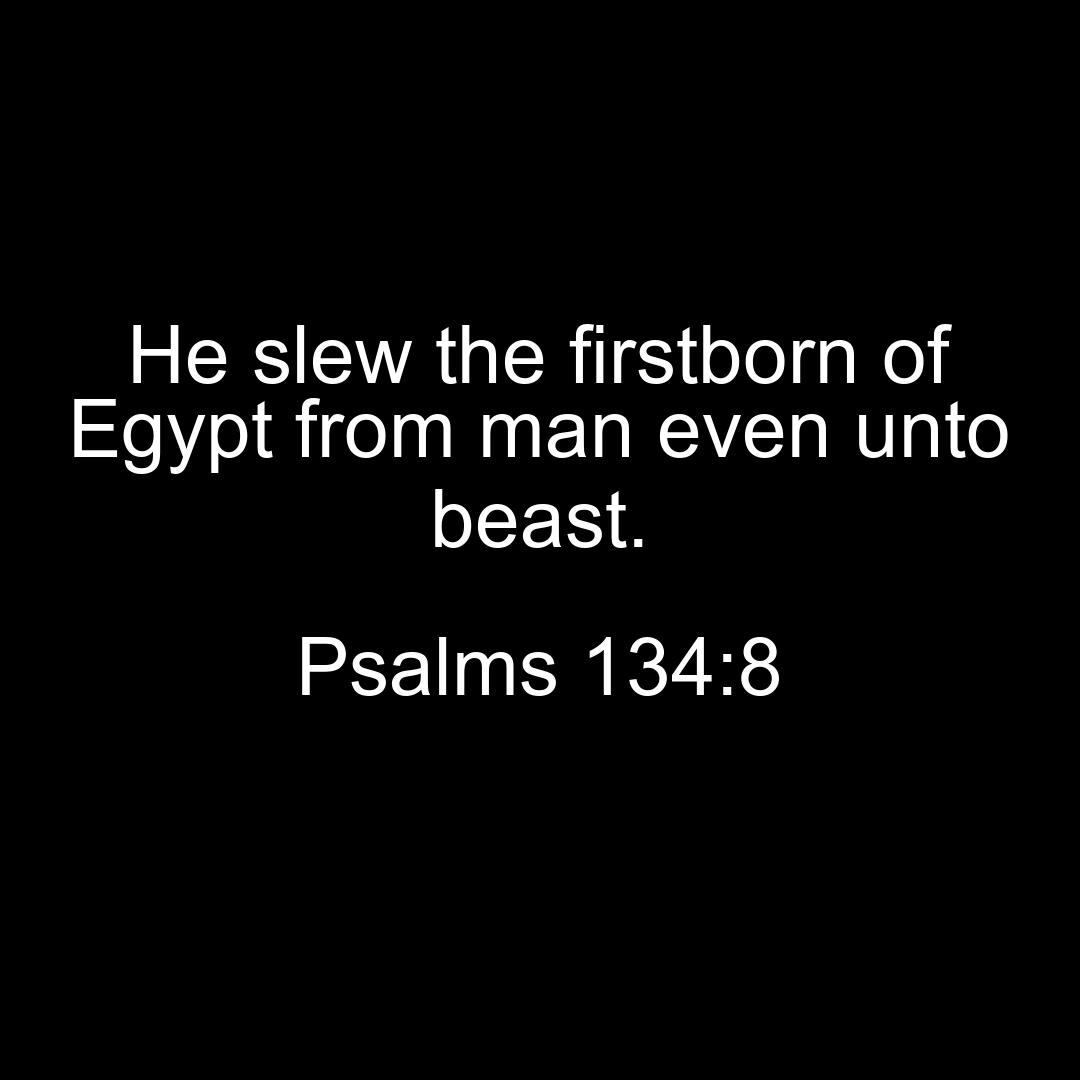 He slew the firstborn of
Egypt from man even unto
beast.
Psalms 134:8